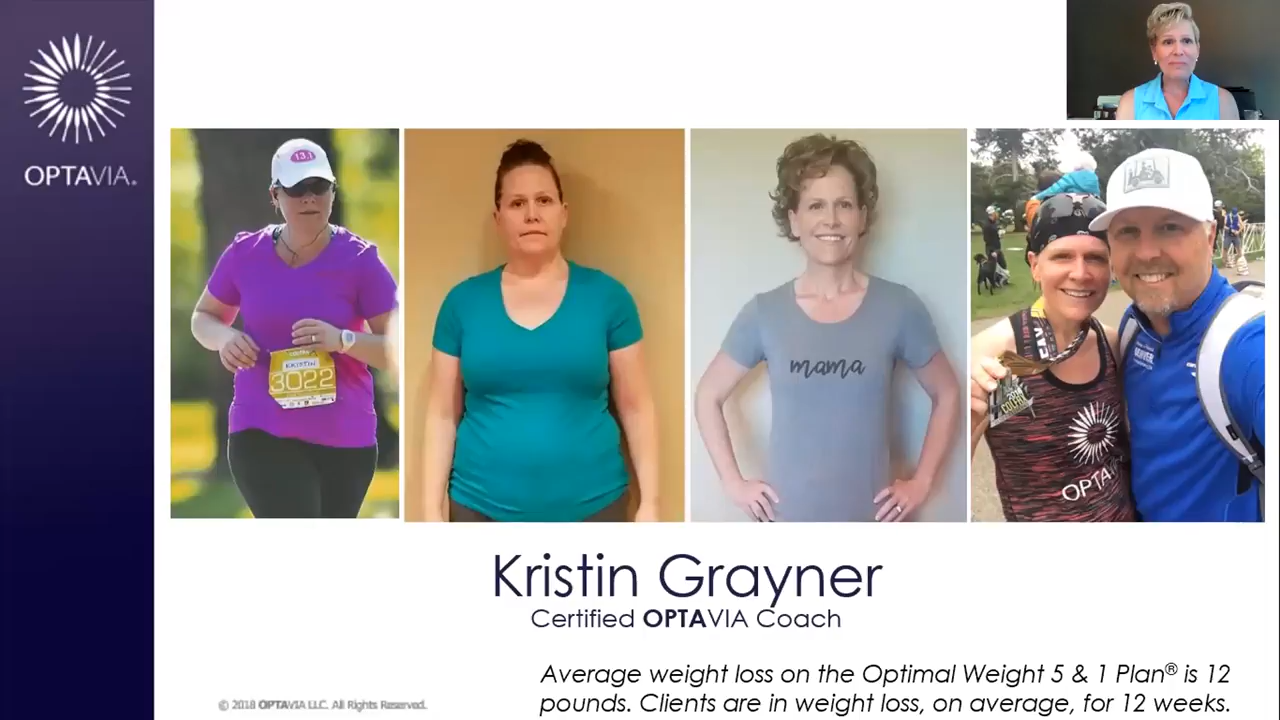 OPTAVIA.
13.1
KRISTIN
3022
mama
OPTAVIA
Kristin Grayner
Certified OPTAVIA Coach
Average weight loss on the Optimal Weight 5 & 1 Plan® is 12
pounds. Clients are in weight loss, on average, for 12 weeks.
© 2018 OPTAVIA LLC. All Rights Reserved.